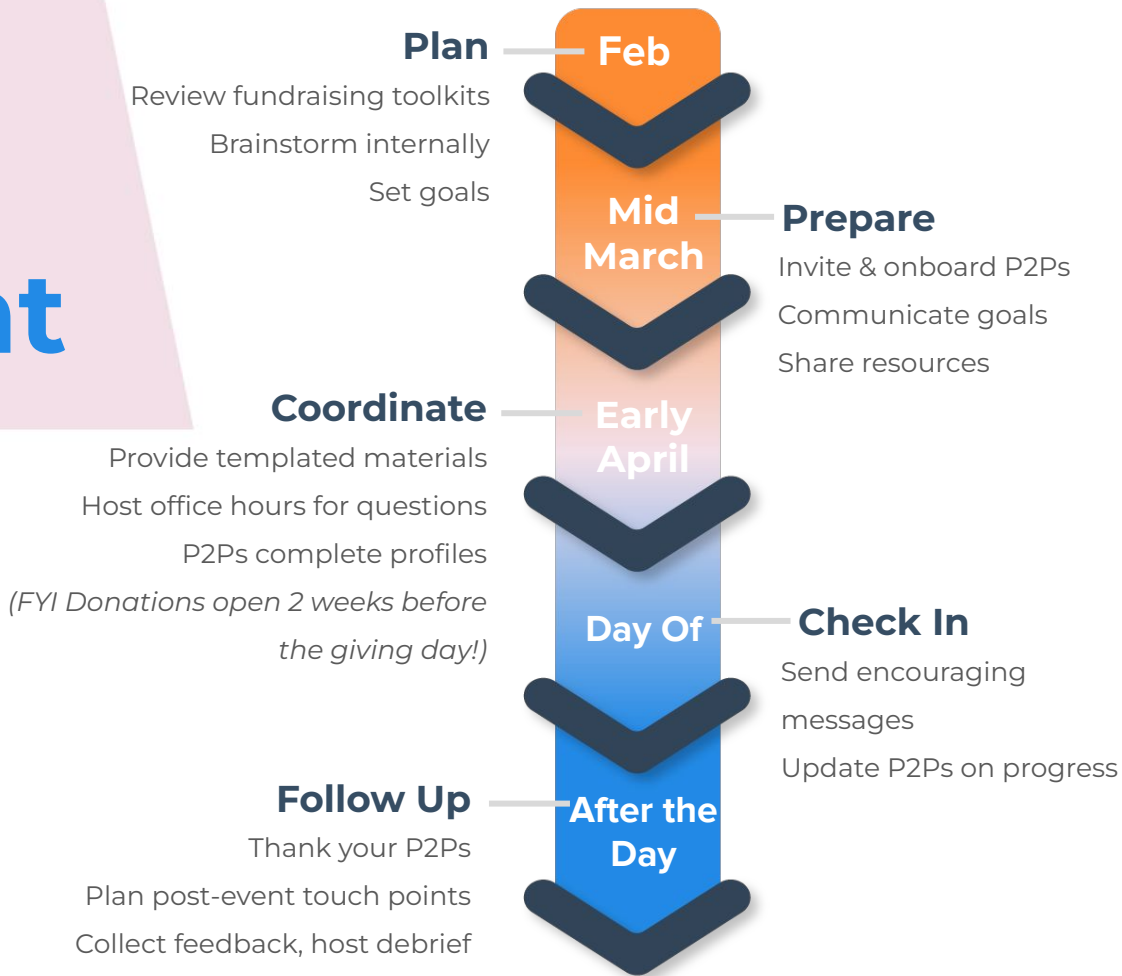 Plan
Feb
Review fundraising toolkits
Brainstorm internally
Set goals
Mid
March
Prepare
Invite & onboard P2Ps
Communicate goals
Share resources
Coordinate
Early
April
Provide templated materials
Host office hours for questions
P2Ps complete profiles
(FYI Donations open 2 weeks before
the giving day!)
Day Of
Check In
Send encouraging
messages
Update P2Ps on progress
Follow Up
After the
Day
Thank your P2Ps
Plan post-event touch points
Collect feedback, host debrief